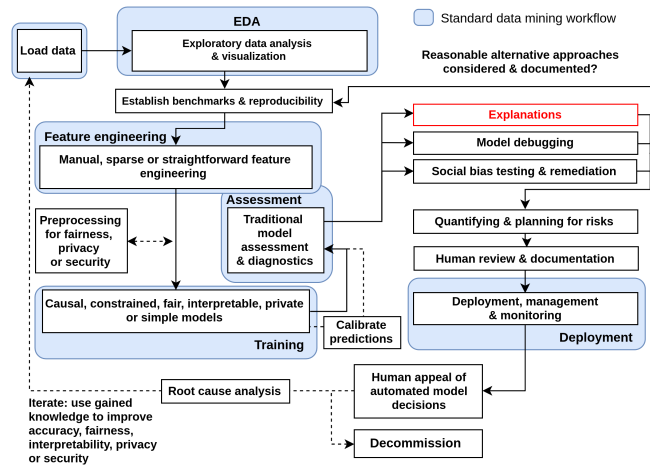 EDA
Standard data mining workflow
Load data
Exploratory data analysis
& visualization
Reasonable alternative approaches
considered & documented?
Establish benchmarks & reproducibility
Explanations
Feature engineering
Model debugging
Manual, sparse or straightforward feature
engineering
Social bias testing & remediation
Assessment
Preprocessing
for fairness,
privacy
or security
Traditional
model
assessment
& diagnostics
Quantifying & planning for risks
Human review & documentation
Causal, constrained, fair, interpretable, private
or simple models
Training
Calibrate
predictions
Deployment, management
& monitoring
Deployment
Root cause analysis
Human appeal of
automated model
decisions
Iterate: use gained
knowledge to improve
accuracy, fairness,
interpretability, privacy
or security
Decommission